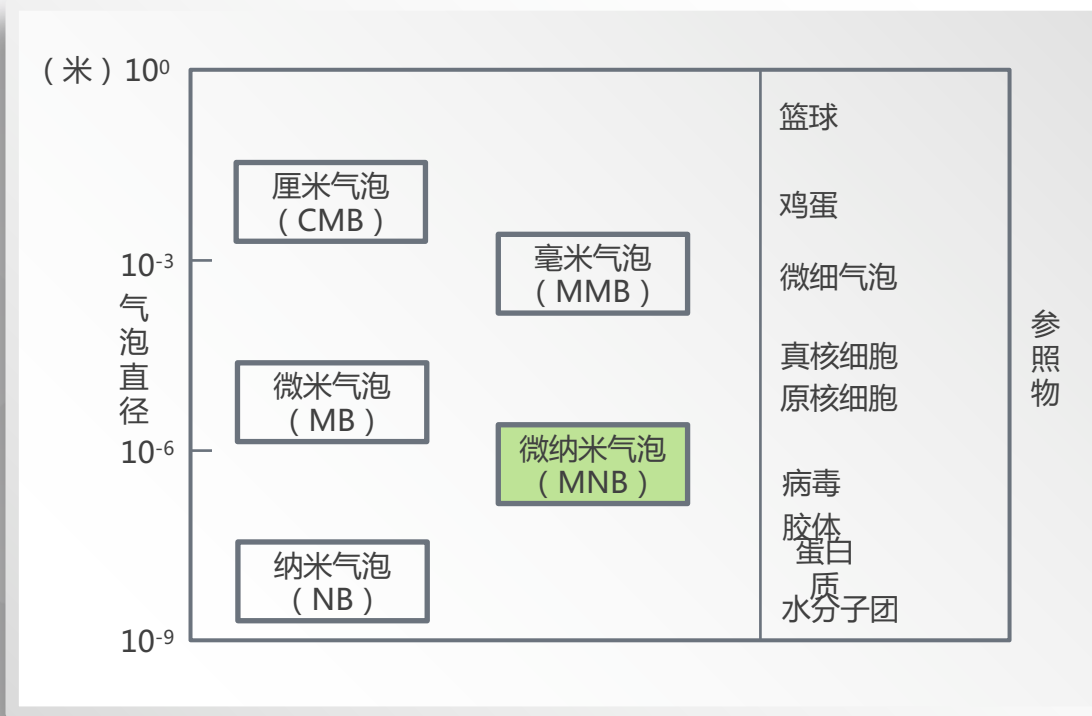 （米）10⁰
篮球
厘米气泡
（CMB）
鸡蛋
毫米气泡
（MMB）
10⁻³
微细气泡
气泡直径
参照物
真核细胞
微米气泡
（MB）
原核细胞
微纳米气泡
（MNB）
10⁻⁶
病毒
胶体
蛋白
质
纳米气泡
（NB）
水分子团
10⁻⁹